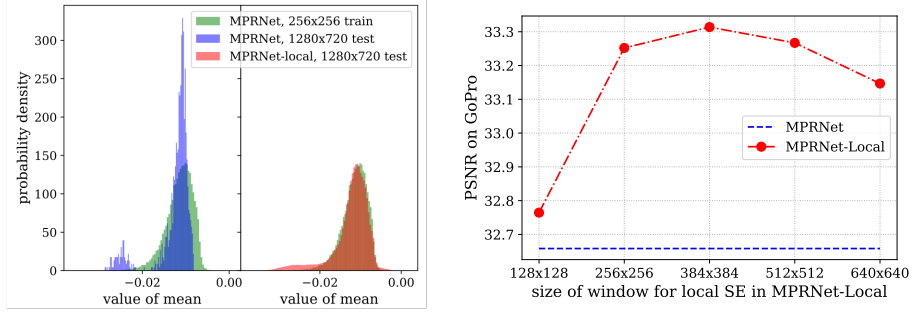 MPRNet, 256x256 train
MPRNet, 1280x720 test
MPRNet-local, 1280x720 test
probability density
300
250
200
150
100
50
0
−0.02 0.00 −0.02 0.00
value of mean value of mean
PSNR on GoPro
33.3
33.2
33.1
33.0
32.9
32.8
32.7
MPRNet
MPRNet-Local
128x128 256x256 384x384 512x512 640x640
size of window for local SE in MPRNet-Local